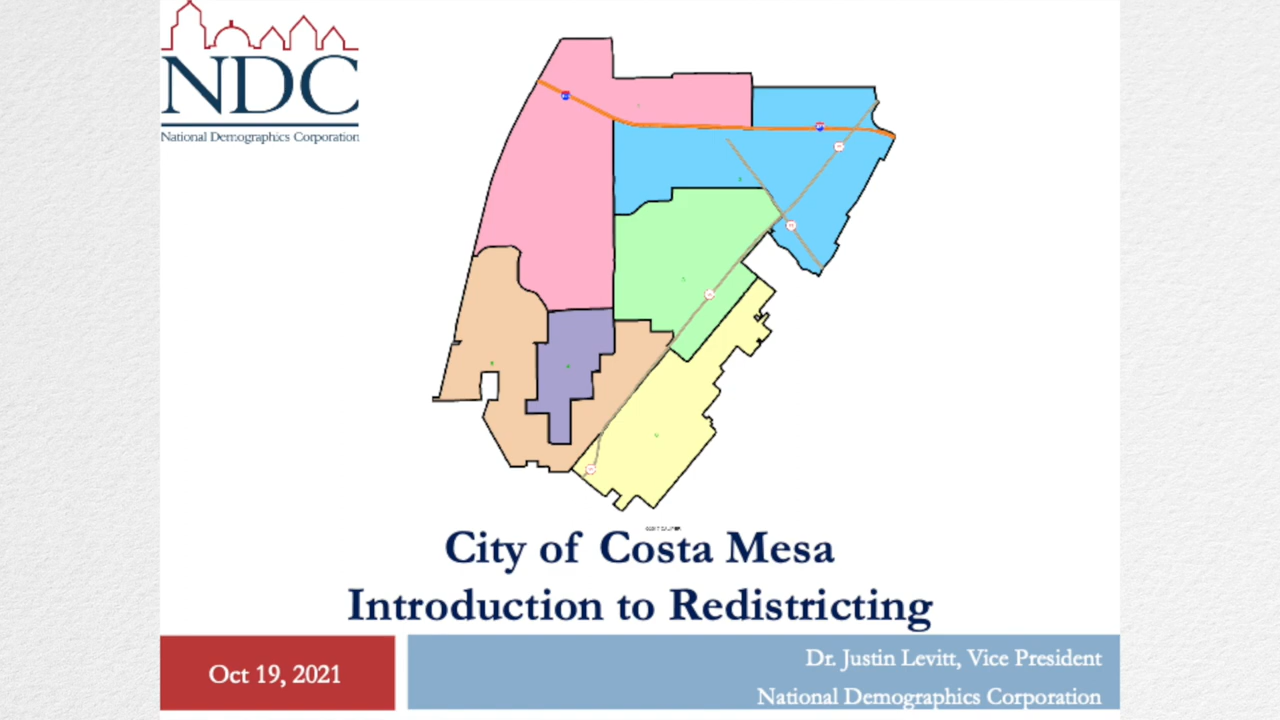 NDC
National Demographics Corporation
City of Costa Mesa
Introduction to Redistricting
Oct 19, 2021
Dr. Justin Levitt, Vice President
National Demographics Corporation